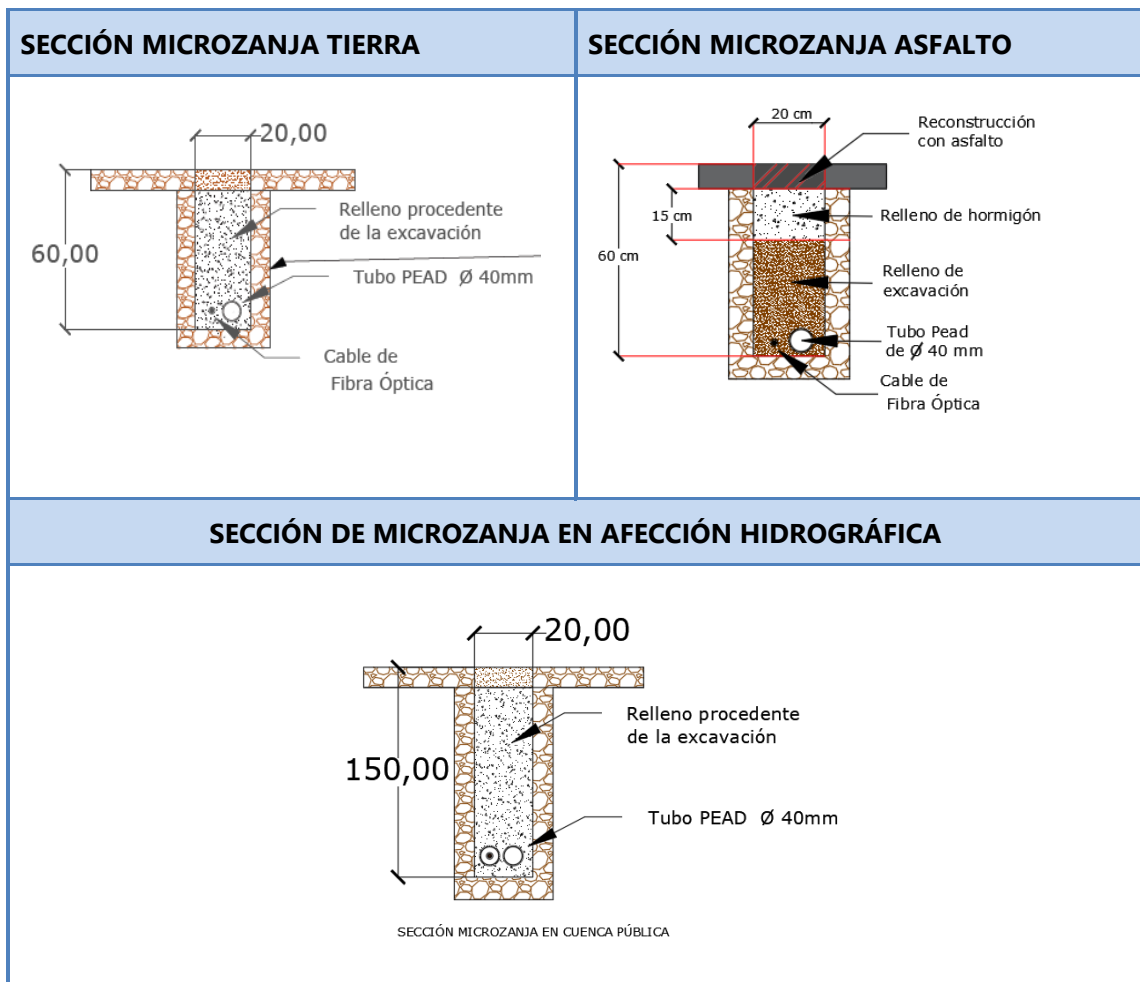 SECCIÓN MICROZANJA TIERRA
20,00
60,00
Relleno procedente
de la excavación
Tubo PEAD Ø 40mm
Cable de
Fibra Óptica
SECCIÓN MICROZANJA ASFALTO
20 cm
Reconstrucción
con asfalto
15 cm
Relleno de hormigón
60 cm
Relleno de
excavación
Tubo Pead
de Ø 40 mm
Cable de
Fibra Óptica
SECCIÓN DE MICROZANJA EN AFECCIÓN HIDROGRÁFICA
20,00
Relleno procedente
de la excavación
150,00
Tubo PEAD Ø 40mm
SECCIÓN MICROZANJA EN CUENCA PÚBLICA